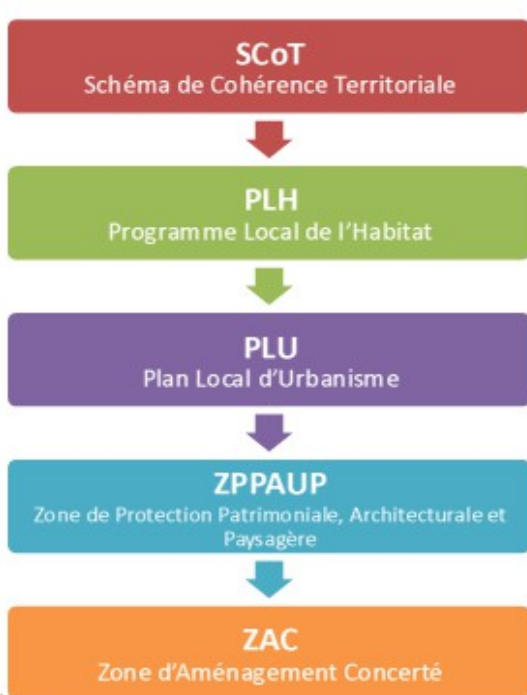 SCoT
Schéma de Cohérence Territoriale
PLH
Programme Local de l'Habitat
PLU
Plan Local d'Urbanisme
ZPPAUP
Zone de Protection Patrimoniale, Architecturale et
Paysagère
ZAC
Zone d'Aménagement Concerté